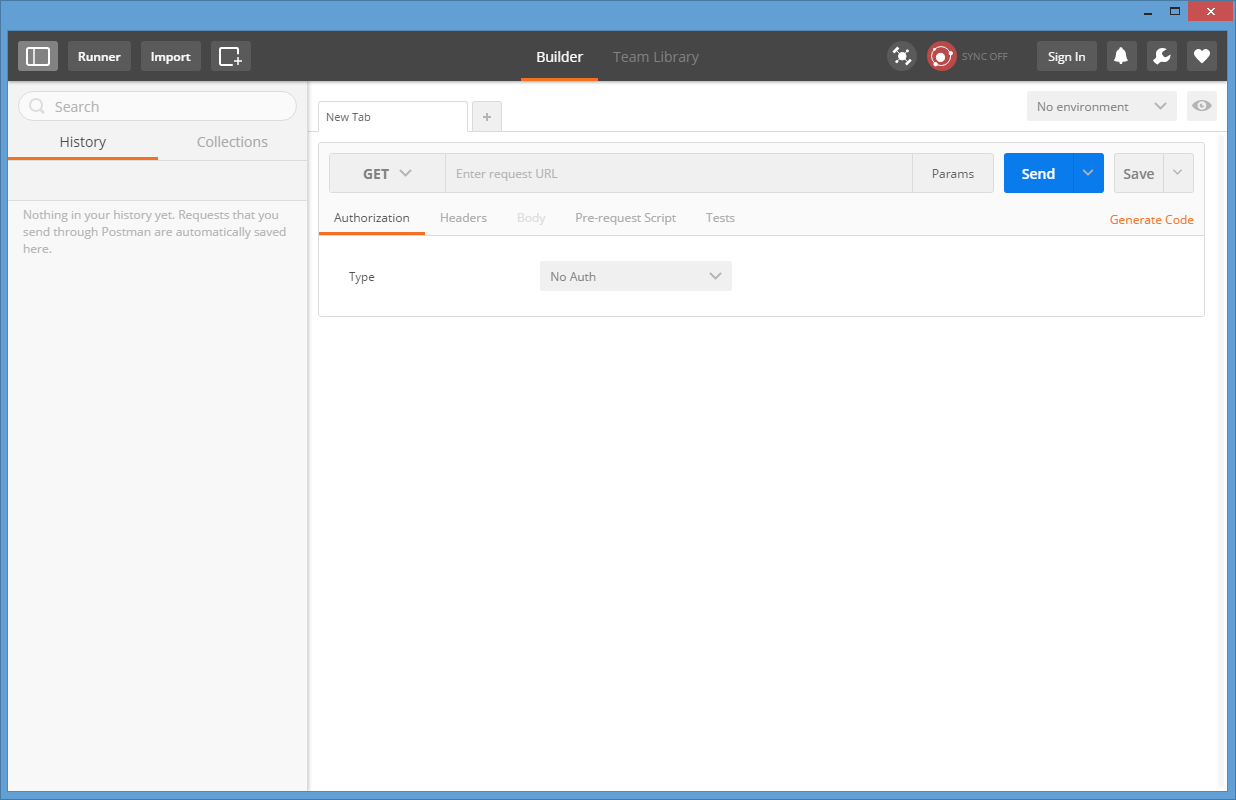 Runner
Import
Builder
Team Library
SYNC OFF
Sign In
Search
History
Collections
Nothing in your history yet. Requests that you
send through Postman are automatically saved
here.
New Tab
+
No environment
GET
Enter request URL
Params
Send
Save
Authorization
Headers
Body
Pre-request Script
Tests
Generate Code
Type
No Auth